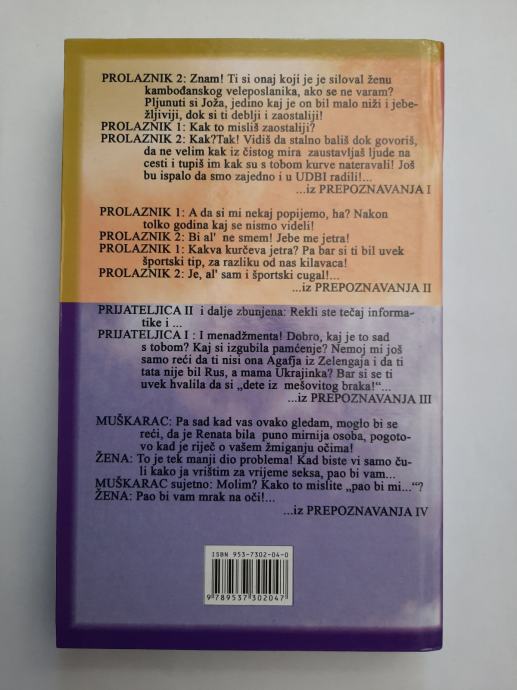 PROLAZNIK 2: Znam! Ti si onaj koji je je siloval ženu
kambođanskog veleposlanika, ako se ne varam?
Pljunuti si Joža, jedino kaj je on bil malo niži i jebe-
žljiviji, dok si ti deblji i zaostaliji!
PROLAZNIK 1: Kak to misliš zaostaliji?
PROLAZNIK 2: Kak?Tak! Vidiš da stalno bališ dok govoriš,
da ne velim kak iz čistog mira zaustavljaš ljude na
cesti i tupiš im kak su s tobom kurve nateravali! Još
bu ispalo da smo zajedno i u UDBI radili!...
...iz PREPOZNAVANJA I
PROLAZNIK 1: A da si mi nekaj popijemo, ha? Nakon
tolko godina kaj se nismo videli!
PROLAZNIK 2: Bi al' ne smem! Jebe me jetra!
PROLAZNIK 1: Kakva kurčeva jetra? Pa bar si ti bil uvek
športski tip, za razliku od nas kilavaca!
PROLAZNIK 2: Je, al' sam i športski cugal!...
...iz PREPOZNAVANJA II
PRIJATELJICA II i dalje zbunjena: Rekli ste tečaj informa-
tike i ...
PRIJATELJICA I : I menadžmenta! Dobro, kaj je to sad
s tobom? Kaj si izgubila pamćenje? Nemoj mi još
samo reći da ti nisi ona Agafja iz Zelengaja i da ti
tata nije bil Rus, a mama Ukrajinka? Bar si se ti
uvek hvalila da si „dete iz mešovitog braka!“...
...iz PREPOZNAVANJA III
MUŠKARAC: Pa sad kad vas ovako gledam, moglo bi se
reći, da je Renata bila puno mirnija osoba, pogoto-
vo kad je riječ o vašem žmiganju očima!
ŽENA: To je tek manji dio problema! Kad biste vi samo ču-
li kako ja vrištim za vrijeme seksa, pao bi vam...
MUŠKARAC sujetno: Molim? Kako to mislite „pao bi mi...“?
ŽENA: Pao bi vam mrak na oči!...
...iz PREPOZNAVANJA IV
ISBN 953-7302-04-0
9 789537 302047